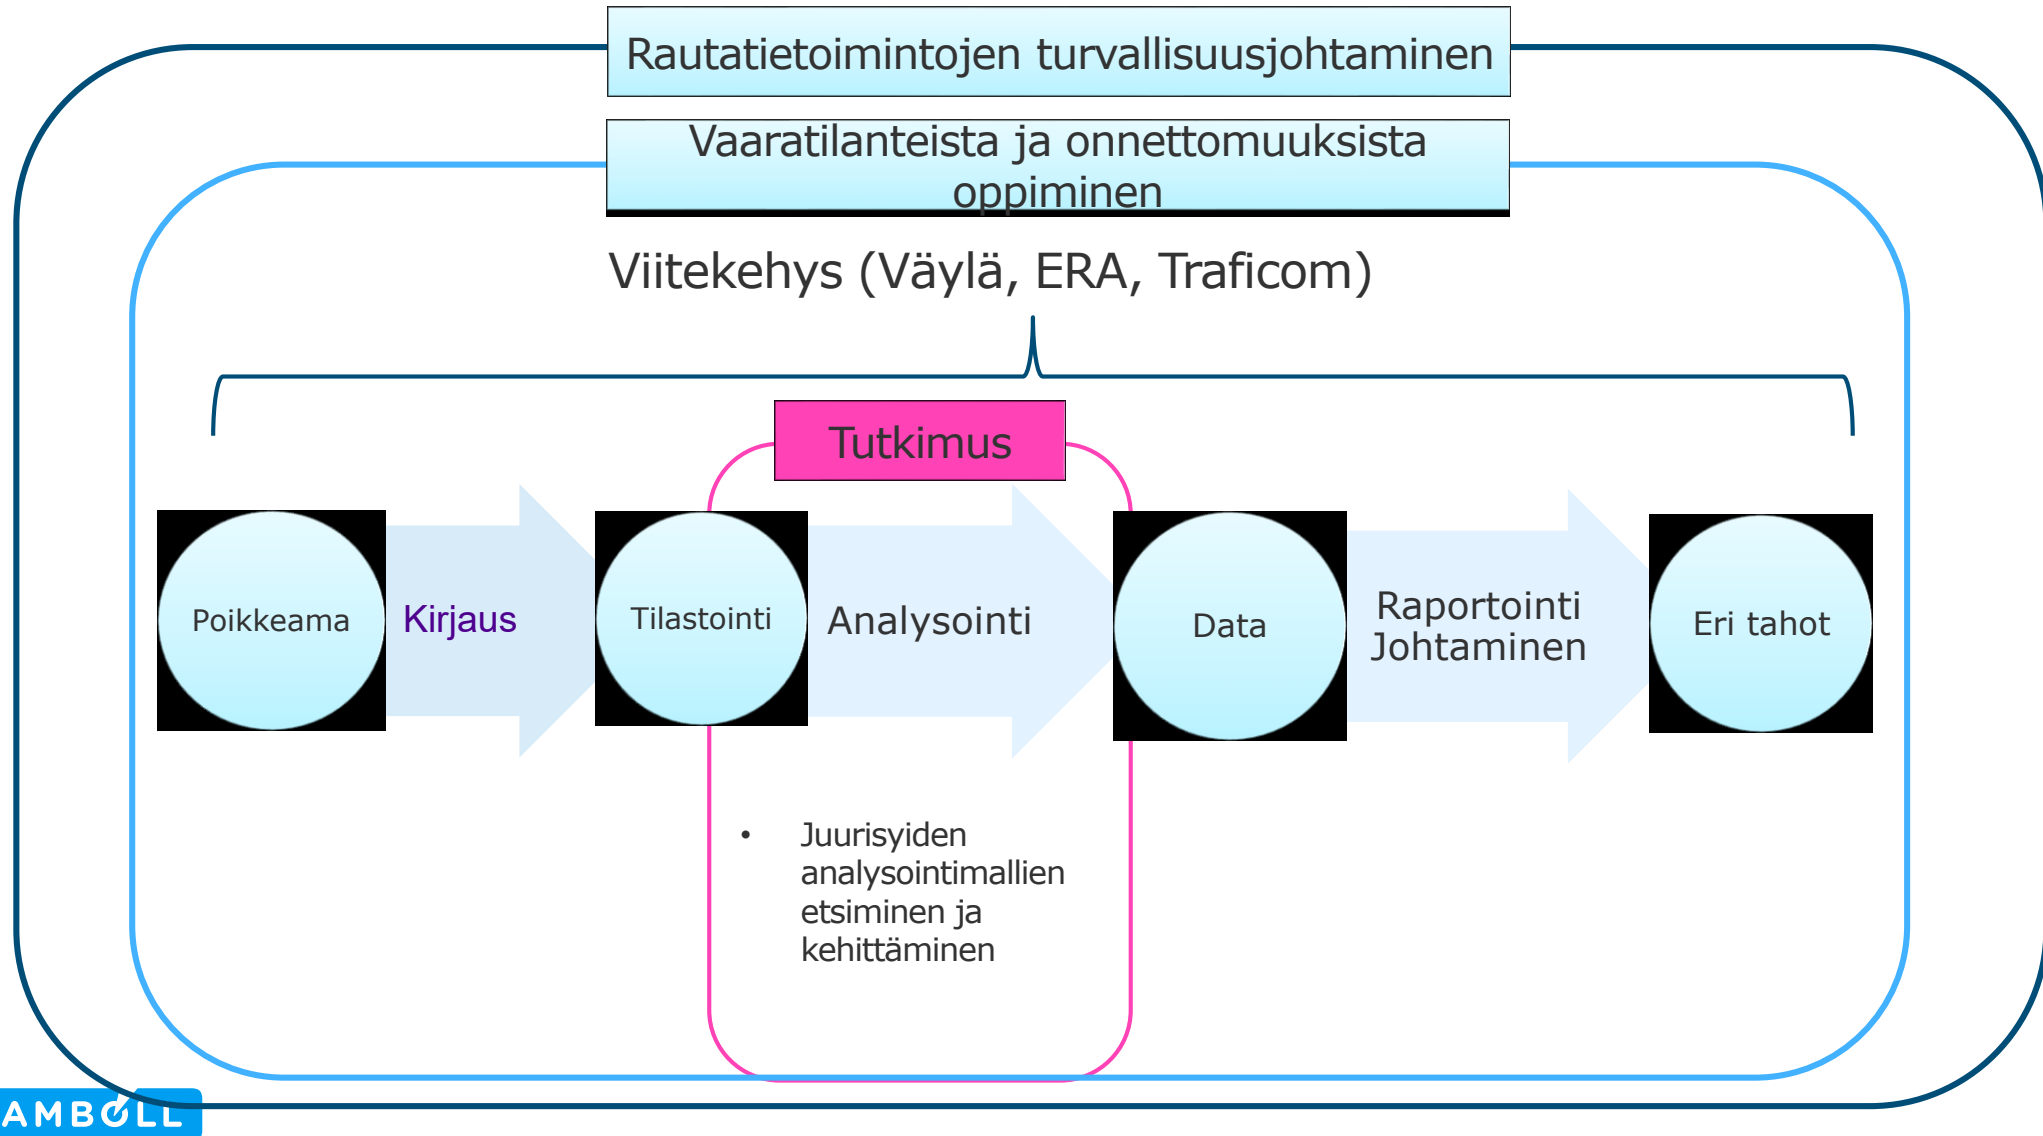 Rautatietoimintojen turvallisuusjohtaminen
Vaaratilanteista ja onnettomuuksista
oppiminen
Viitekehys (Väylä, ERA, Traficom)
Tutkimus
Poikkeama
Kirjaus
Tilastointi
Analysointi
Data
Raportointi
Johtaminen
Eri tahot
• Juurisyiden
analysointimallien
etsiminen ja
kehittäminen
AMBOLL